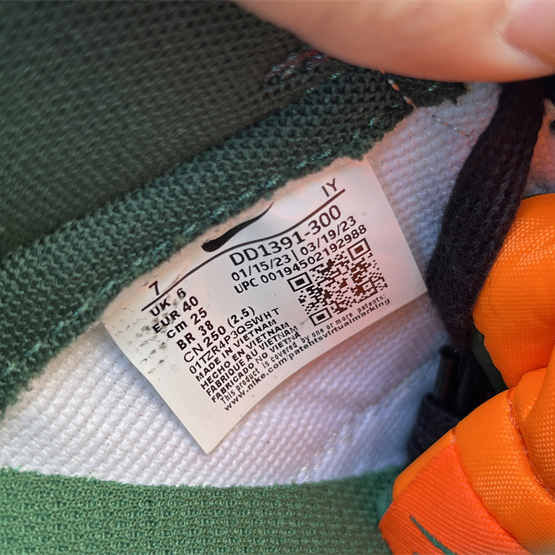 7 IY
UK 6
EUR 40
cm 25
BR 38
CN 250 (2.5)
DD1391-300
01/15/23 | 03/19/23
UPC 00194502192988
01TZR4P3QSWHT
MADE IN VIETNAM
HECHO EN VIETNAM
FABRIQUÉ AU VIETNAM
FABRICADO NO VIETNÃ
This product is covered by one or more patents:
www.nike.com/patentsvirtualmarking